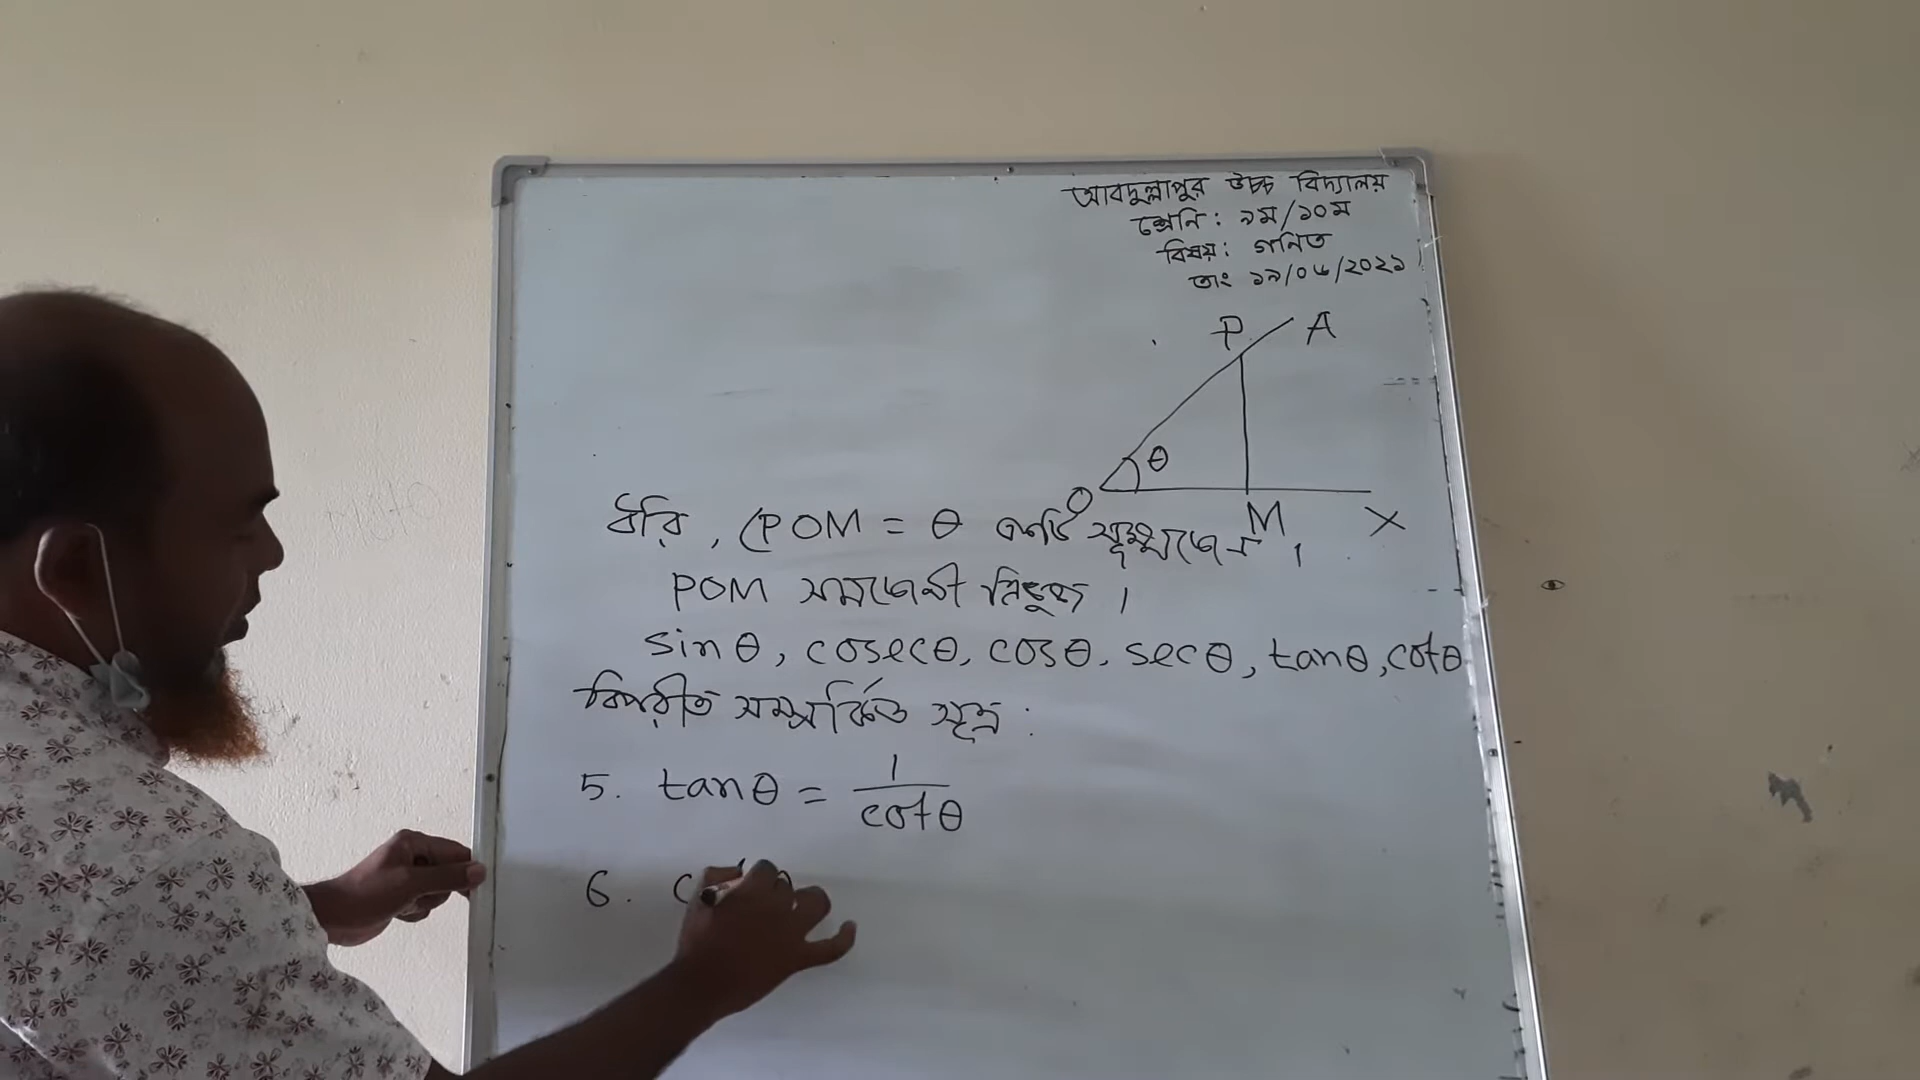 আবদুল্লাপুর উচ্চ বিদ্যালয়
শ্রেনি: ৯ম/১০ম
বিষয়: গনিত
তাং ১৯/০৬/২০২১
P A
θ
O M X
ধরি, ∠POM = θ একটি সূক্ষ্মকোণ।
POM সমকোণী ত্রিভুজ।
sinθ, cosecθ, cosθ, secθ, tanθ, cotθ
বিপরীত সম্পর্কিত সূত্র:
5. tanθ = 1/cotθ
6. c